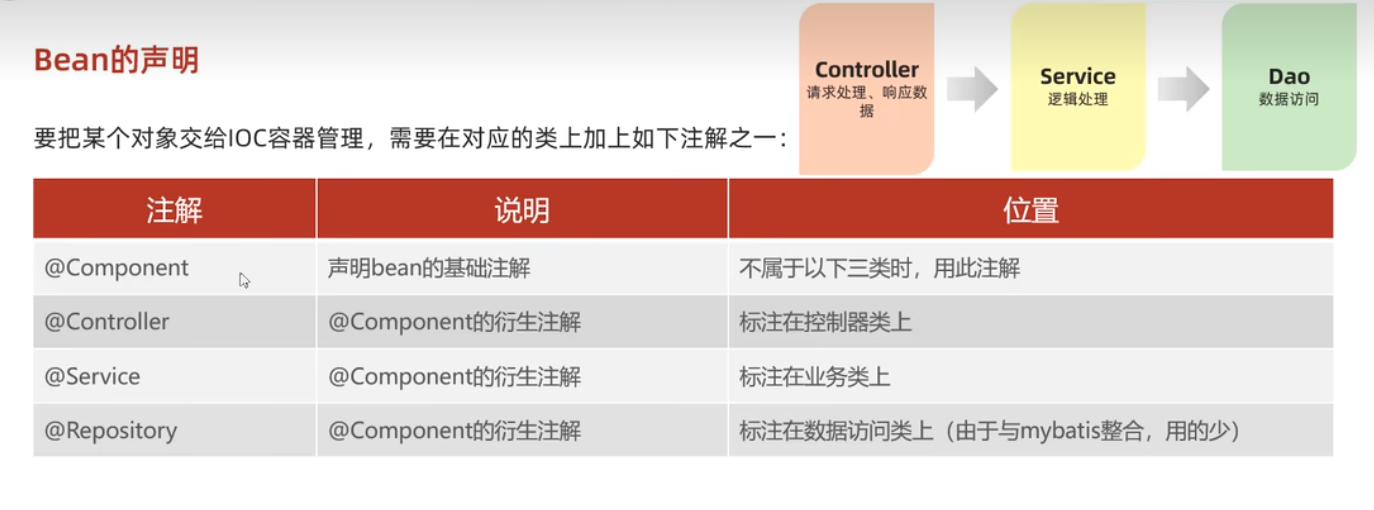 Bean的声明
Controller
请求处理、响应数
据
Service
逻辑处理
Dao
数据访问
要把某个对象交给IOC容器管理，需要在对应的类上加上如下注解之一：
注解 说明 位置
@Component 声明bean的基础注解 不属于以下三类时，用此注解
@Controller @Component的衍生注解 标注在控制器类上
@Service @Component的衍生注解 标注在业务类上
@Repository @Component的衍生注解 标注在数据访问类上（由于与mybatis整合，用的少）